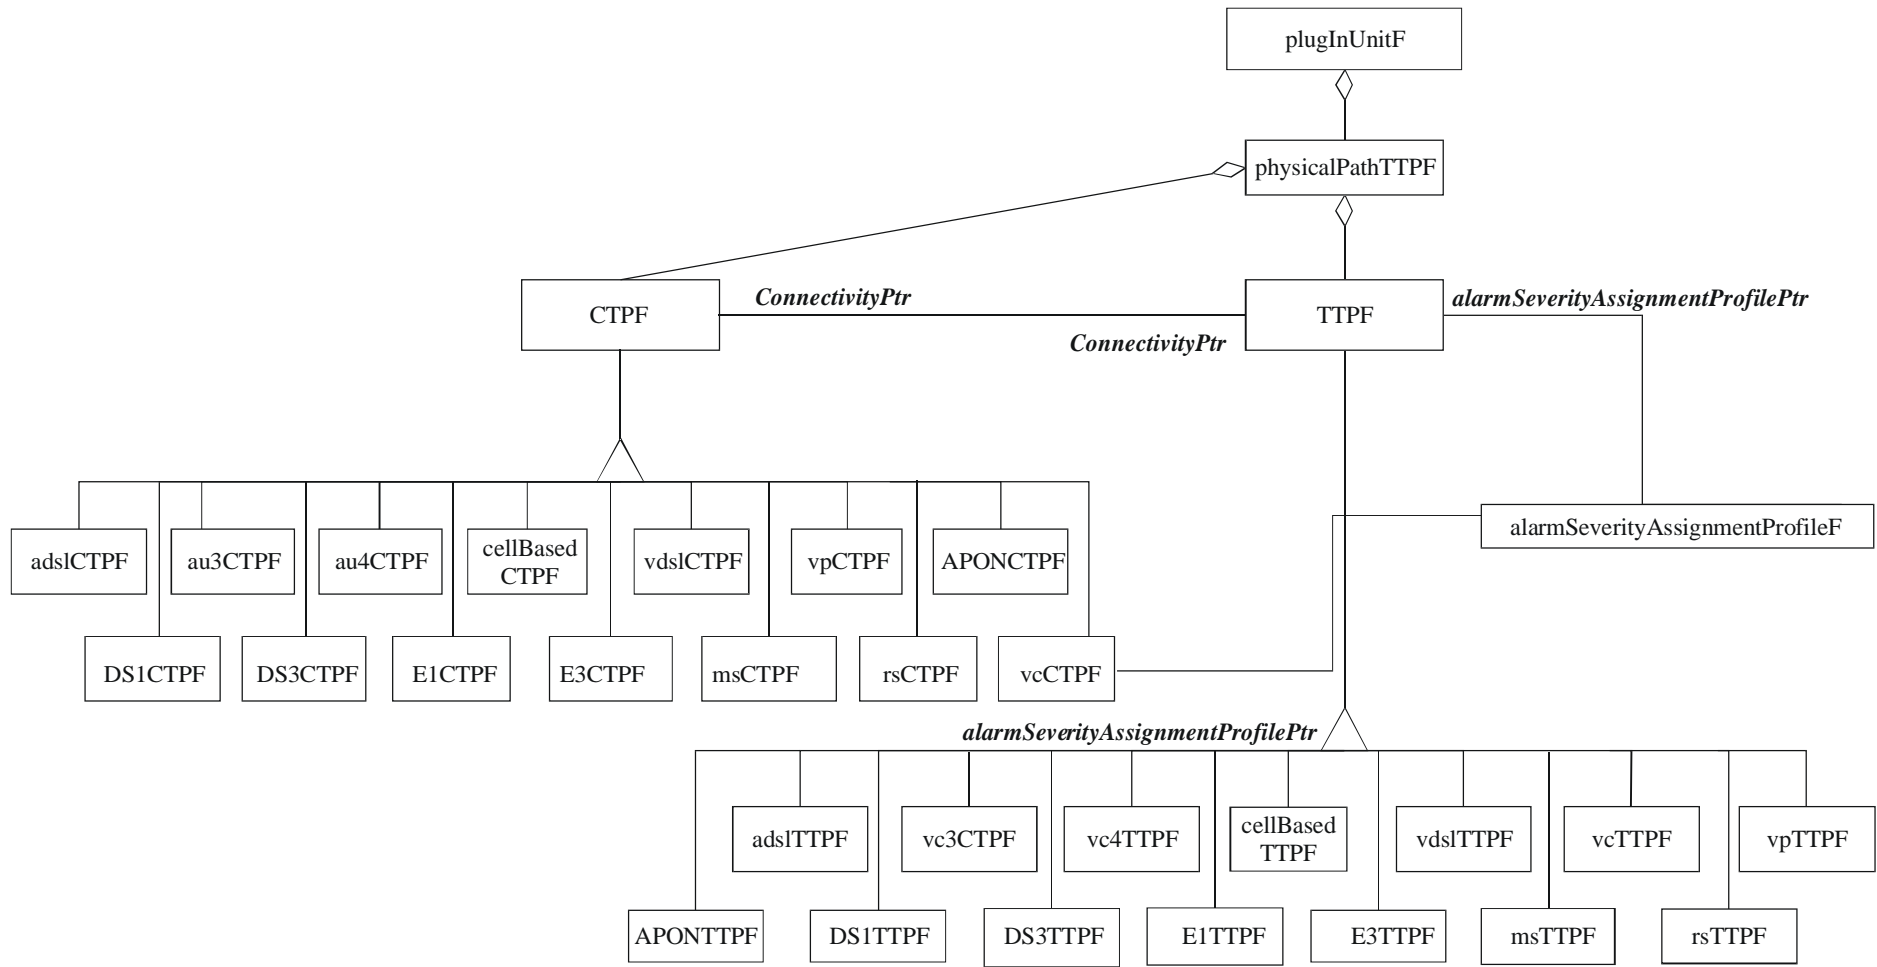 plugInUnitF
physicalPathTTPF
ConnectivityPtr
alarmSeverityAssignmentProfilePtr
CTPF
TTPF
ConnectivityPtr
alarmSeverityAssignmentProfileF
adslCTPF
au3CTPF
au4CTPF
cellBased
CTPF
vdslCTPF
vpCTPF
APONCTPF
DS1CTPF
DS3CTPF
E1CTPF
E3CTPF
msCTPF
rsCTPF
vcCTPF
alarmSeverityAssignmentProfilePtr
adslTTPF
vc3CTPF
vc4TTPF
cellBased
TTPF
vdslTTPF
vcTTPF
vpTTPF
APONTTPF
DS1TTPF
DS3TTPF
E1TTPF
E3TTPF
msTTPF
rsTTPF